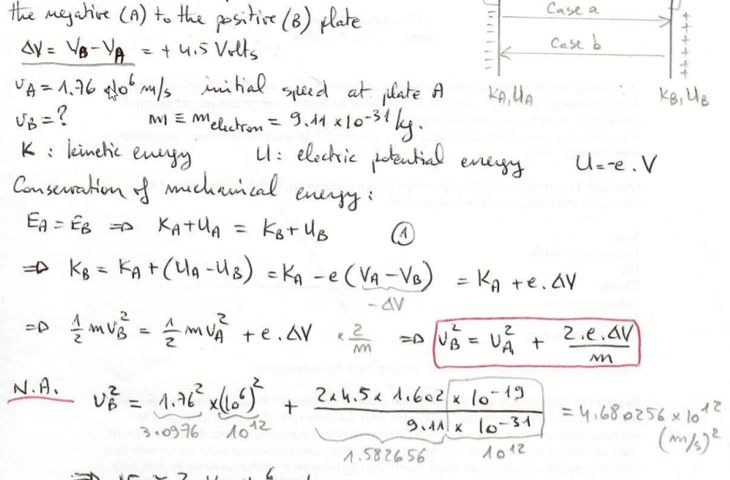 the negative (A) to the positive (B) plate
Case a
Case b
K_A, U_A
K_B, U_B
ΔV = V_B - V_A = + 4.5 Volts
v_A = 1.76 × 10^6 m/s initial speed at plate A
v_B = ? m ≡ m_electron = 9.11 × 10^-31 kg.
K : kinetic energy U : electric potential energy U = -e . V
Conservation of mechanical energy :
E_A = E_B ⇒ K_A + U_A = K_B + U_B ①
⇒ K_B = K_A + (U_A - U_B) = K_A - e (V_A - V_B) = K_A + e . ΔV
-ΔV
⇒ 1/2 m v_B^2 = 1/2 m v_A^2 + e . ΔV × 2/m ⇒ v_B^2 = v_A^2 + 2.e.ΔV/m
N.A. v_B^2 = 1.76^2 × (10^6)^2 + 2 × 4.5 × 1.602 × 10^-19 / 9.11 × 10^-31 = 4.680256 × 10^12 (m/s)^2
3.0976 10^12 1.582656 10^12